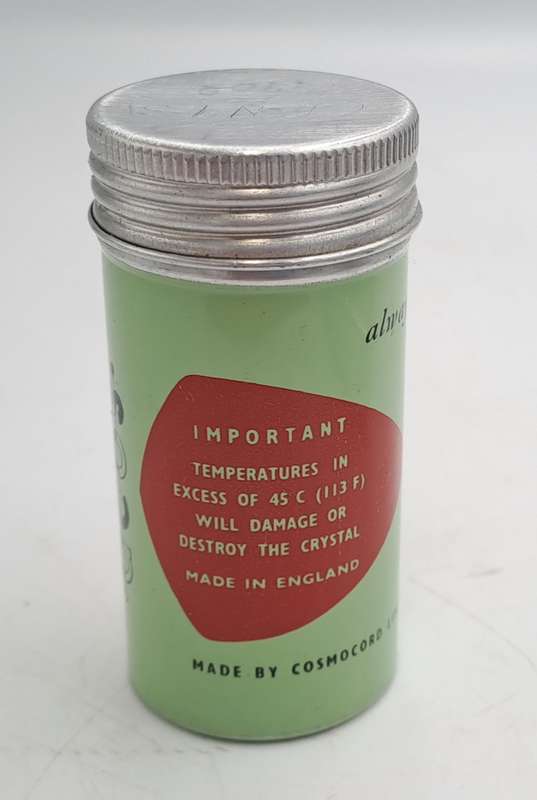 alway
IMPORTANT
TEMPERATURES IN
EXCESS OF 45°C (113°F)
WILL DAMAGE OR
DESTROY THE CRYSTAL
MADE IN ENGLAND
MADE BY COSMOCORD